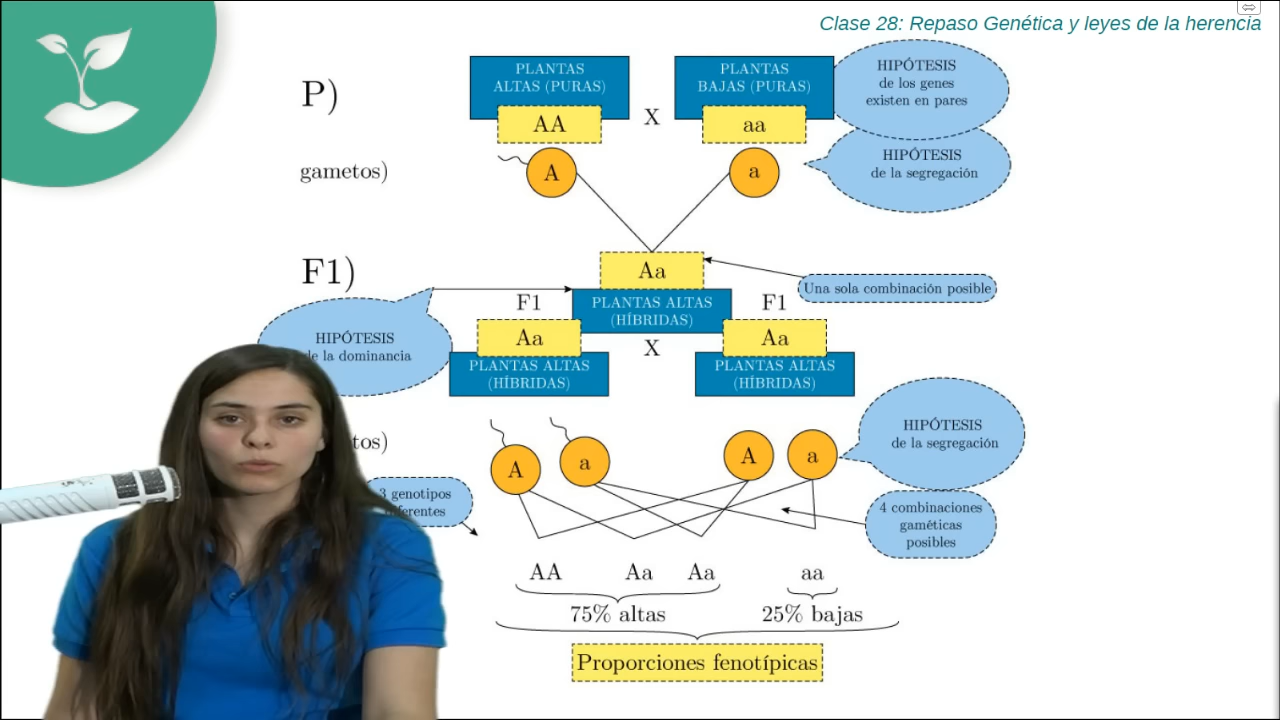 Clase 28: Repaso Genética y leyes de la herencia
P)
PLANTAS
ALTAS (PURAS)
AA
X
PLANTAS
BAJAS (PURAS)
aa
HIPÓTESIS
de los genes
existen en pares
gametos)
A
a
HIPÓTESIS
de la segregación
F1)
Aa
PLANTAS ALTAS
(HÍBRIDAS)
Una sola combinación posible
HIPÓTESIS
de la dominancia
F1
Aa
PLANTAS ALTAS
(HÍBRIDAS)
X
F1
Aa
PLANTAS ALTAS
(HÍBRIDAS)
tos)
A
a
A
a
HIPÓTESIS
de la segregación
3 genotipos
4 combinaciones
gaméticas
posibles
AA
Aa
Aa
aa
75% altas
25% bajas
Proporciones fenotípicas